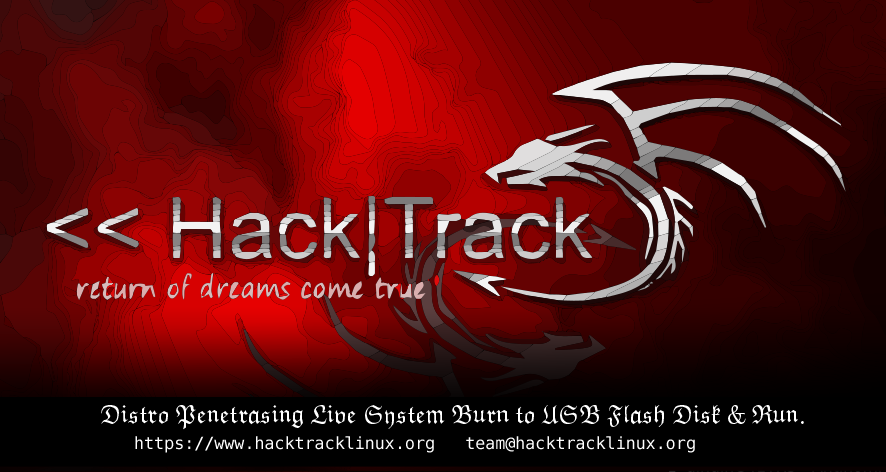 << Hack|Track
return of dreams come true
Distro Penetrasing Live System Burn to USB Flash Disk & Run.
https://www.hacktracklinux.org team@hacktracklinux.org